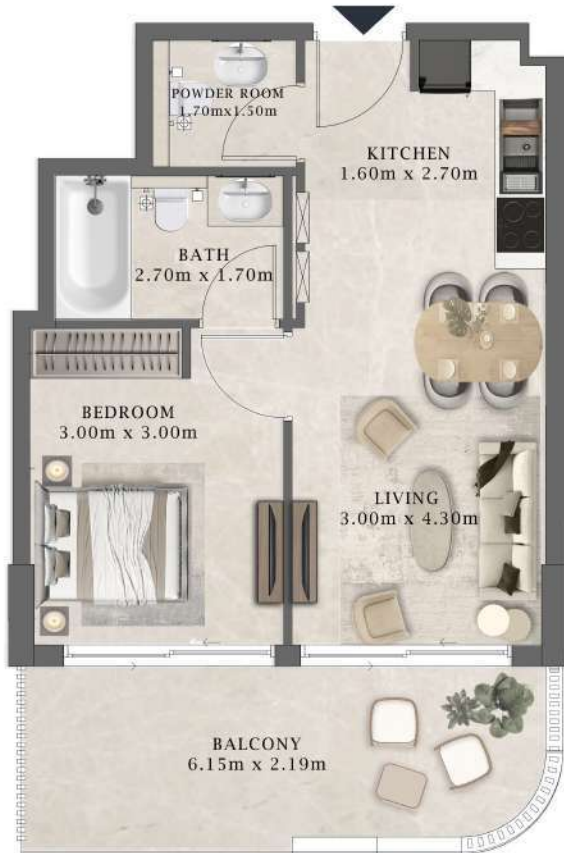 POWDER ROOM
1.70mx1.50m
KITCHEN
1.60m x 2.70m
BATH
2.70m x 1.70m
BEDROOM
3.00m x 3.00m
LIVING
3.00m x 4.30m
BALCONY
6.15m x 2.19m